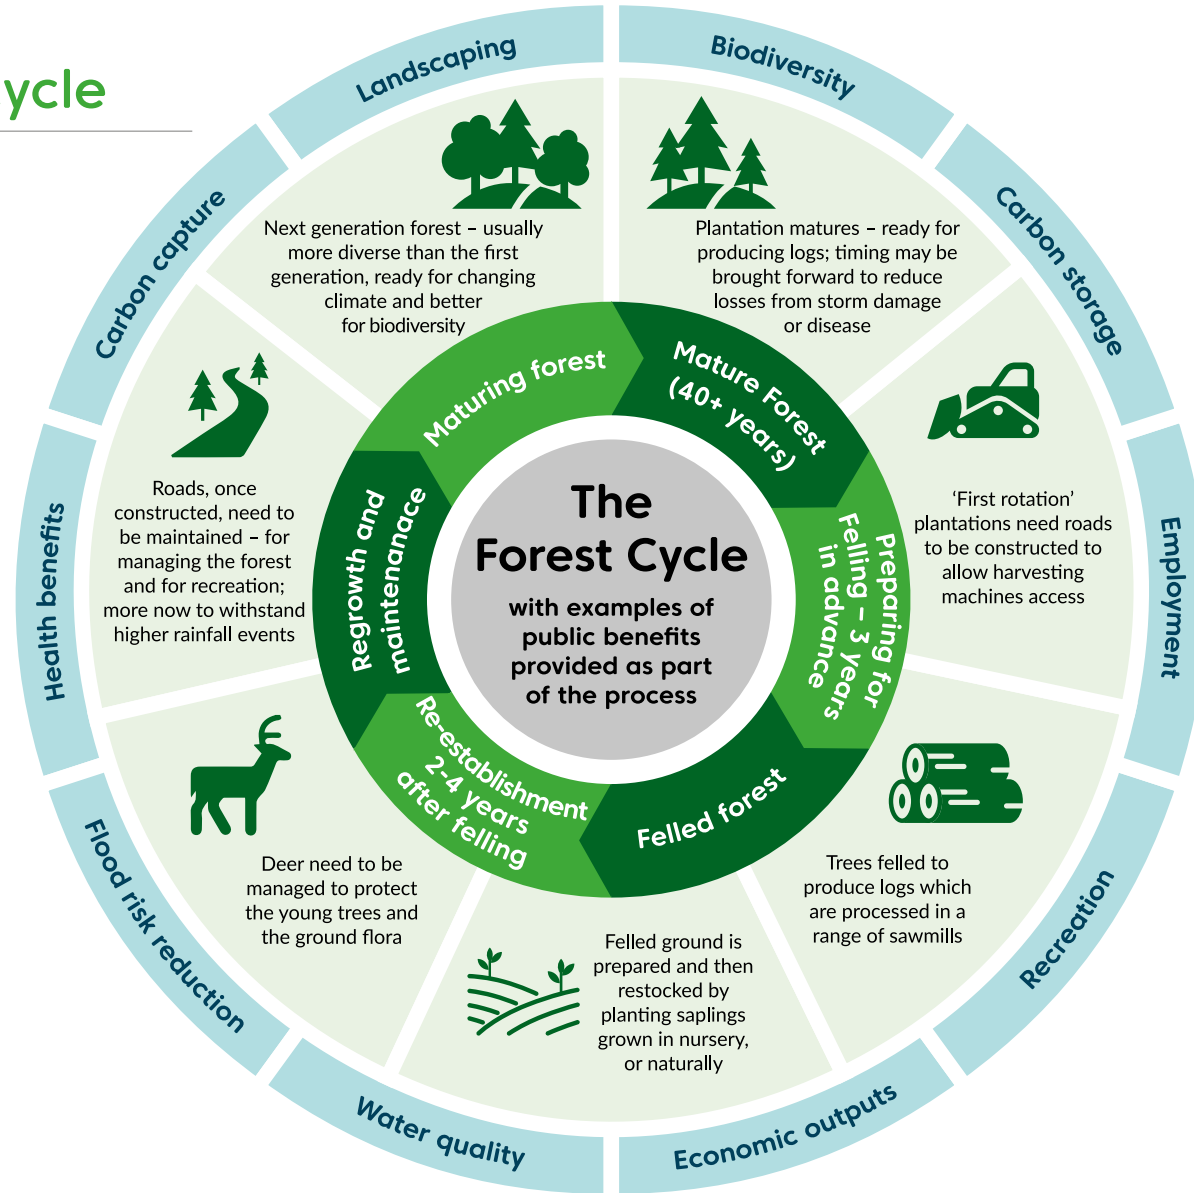 ycle
Landscaping
Biodiversity
Carbon storage
Employment
Recreation
Economic outputs
Water quality
Flood risk reduction
Health benefits
Carbon capture
Next generation forest – usually
more diverse than the first
generation, ready for changing
climate and better
for biodiversity
Plantation matures – ready for
producing logs; timing may be
brought forward to reduce
losses from storm damage
or disease
‘First rotation’
plantations need roads
to be constructed to
allow harvesting
machines access
Trees felled to
produce logs which
are processed in a
range of sawmills
Felled ground is
prepared and then
restocked by
planting saplings
grown in nursery,
or naturally
Deer need to be
managed to protect
the young trees and
the ground flora
Roads, once
constructed, need to
be maintained – for
managing the forest
and for recreation;
more now to withstand
higher rainfall events
Maturing forest
Mature Forest
(40+ years)
Preparing for
Felling – 3 years
in advance
Felled forest
Re-establishment
2-4 years
after felling
Regrowth and
maintenance
The
Forest Cycle
with examples of
public benefits
provided as part
of the process